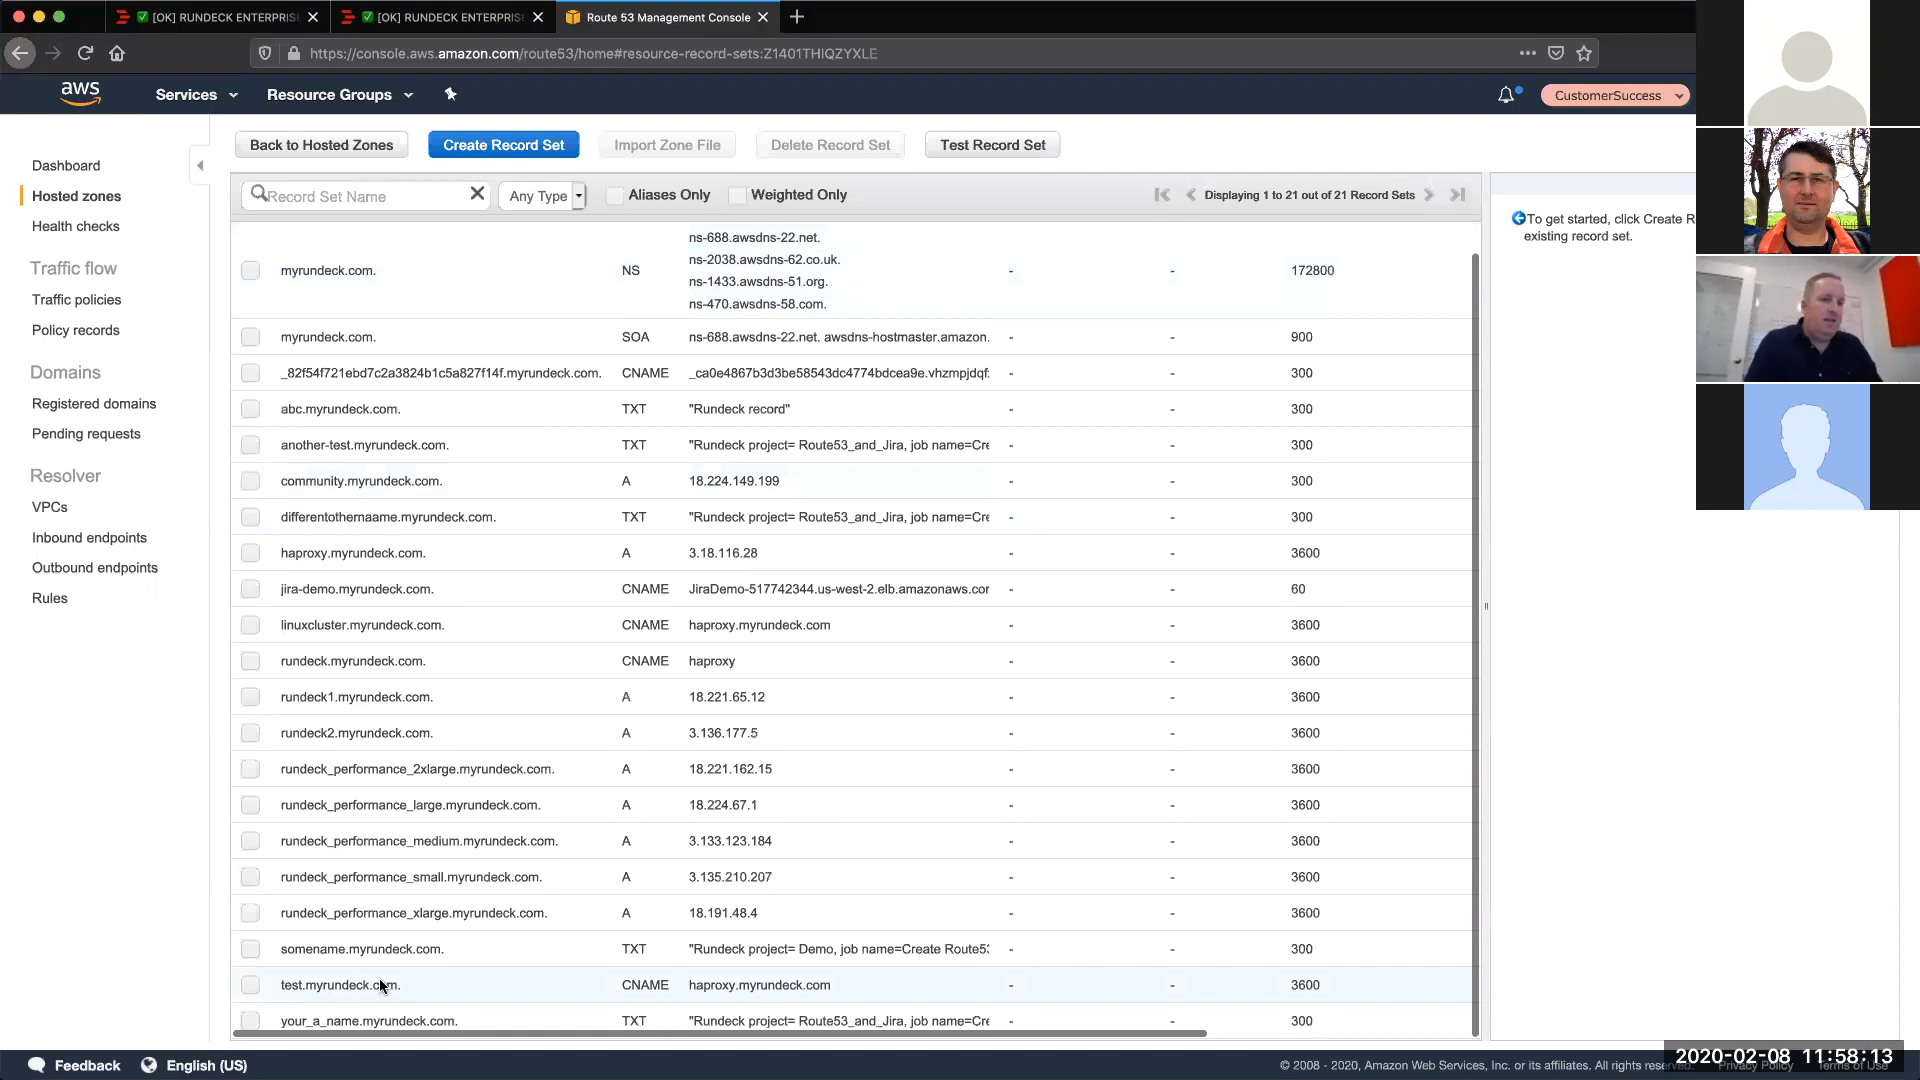 [OK] RUNDECK ENTERPRIS
[OK] RUNDECK ENTERPRIS
Route 53 Management Console
https://console.aws.amazon.com/route53/home#resource-record-sets:Z1401THIQZYXLE
aws
Services
Resource Groups
CustomerSuccess
Dashboard
Hosted zones
Health checks
Traffic flow
Traffic policies
Policy records
Domains
Registered domains
Pending requests
Resolver
VPCs
Inbound endpoints
Outbound endpoints
Rules
Back to Hosted Zones
Create Record Set
Import Zone File
Delete Record Set
Test Record Set
Record Set Name
Any Type
Aliases Only
Weighted Only
Displaying 1 to 21 out of 21 Record Sets
myrundeck.com. NS ns-688.awsdns-22.net. - - 172800
ns-2038.awsdns-62.co.uk.
ns-1433.awsdns-51.org.
ns-470.awsdns-58.com.
myrundeck.com. SOA ns-688.awsdns-22.net. awsdns-hostmaster.amazon. - - 900
_82f54f721ebd7c2a3824b1c5a827f14f.myrundeck.com. CNAME _ca0e4867b3d3be58543dc4774bdcea9e.vhzmpjdqf: - - 300
abc.myrundeck.com. TXT "Rundeck record" - - 300
another-test.myrundeck.com. TXT "Rundeck project= Route53_and_Jira, job name=Cre - - 300
community.myrundeck.com. A 18.224.149.199 - - 300
differentothernaame.myrundeck.com. TXT "Rundeck project= Route53_and_Jira, job name=Cre - - 300
haproxy.myrundeck.com. A 3.18.116.28 - - 3600
jira-demo.myrundeck.com. CNAME JiraDemo-517742344.us-west-2.elb.amazonaws.cor - - 60
linuxcluster.myrundeck.com. CNAME haproxy.myrundeck.com - - 3600
rundeck.myrundeck.com. CNAME haproxy - - 3600
rundeck1.myrundeck.com. A 18.221.65.12 - - 3600
rundeck2.myrundeck.com. A 3.136.177.5 - - 3600
rundeck_performance_2xlarge.myrundeck.com. A 18.221.162.15 - - 3600
rundeck_performance_large.myrundeck.com. A 18.224.67.1 - - 3600
rundeck_performance_medium.myrundeck.com. A 3.133.123.184 - - 3600
rundeck_performance_small.myrundeck.com. A 3.135.210.207 - - 3600
rundeck_performance_xlarge.myrundeck.com. A 18.191.48.4 - - 3600
somename.myrundeck.com. TXT "Rundeck project= Demo, job name=Create Route5: - - 300
test.myrundeck.com. CNAME haproxy.myrundeck.com - - 3600
your_a_name.myrundeck.com. TXT "Rundeck project= Route53_and_Jira, job name=Cre - - 300
To get started, click Create R
existing record set.
Feedback
English (US)
© 2008 - 2020, Amazon Web Services, Inc. or its affiliates. All rights reserved.
Privacy Policy
Terms of Use
2020-02-08 11:58:13